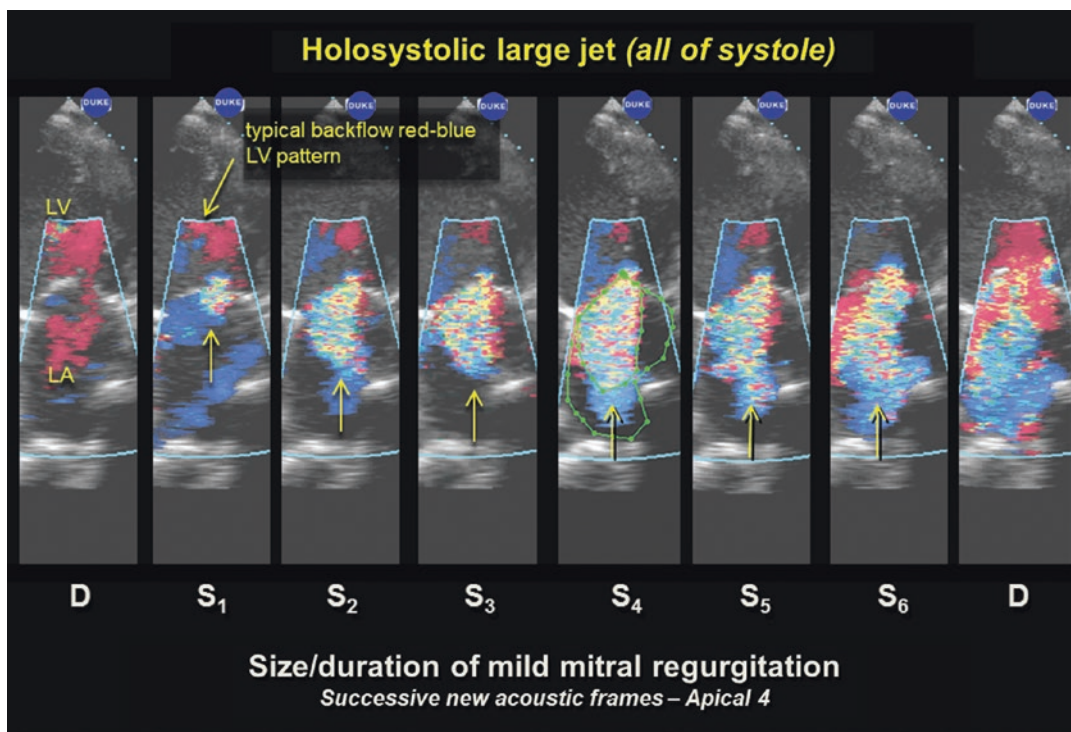 Holosystolic large jet (all of systole)
DUKE DUKE DUKE DUKE DUKE DUKE DUKE
typical backflow red-blue
LV pattern
LV
LA
D S₁ S₂ S₃ S₄ S₅ S₆ D
Size/duration of mild mitral regurgitation
Successive new acoustic frames – Apical 4